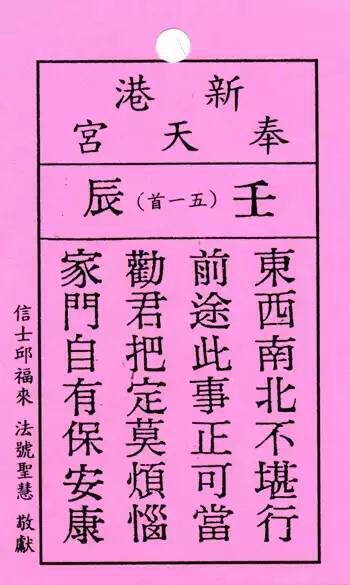 新港
奉天宮
壬（五一首）辰
東西南北不堪行
前途此事正可當
勸君把定莫煩惱
家門自有保安康
信士邱福來 法號聖慧 敬獻